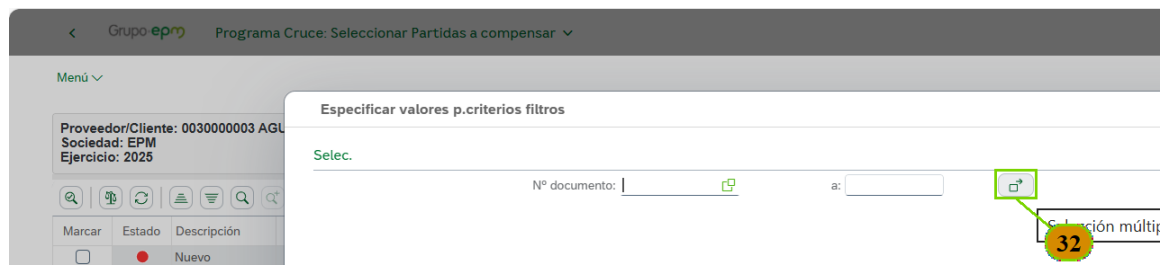 Grupo epm Programa Cruce: Seleccionar Partidas a compensar
Menú
Especificar valores p.criterios filtros
Proveedor/Cliente: 0030000003 AGU
Sociedad: EPM
Ejercicio: 2025
Selec.
Nº documento: a:
Marcar Estado Descripción
32
Nuevo